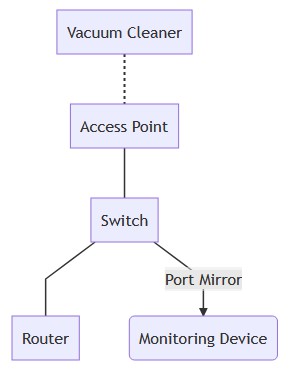 Vacuum Cleaner
Access Point
Switch
Port Mirror
Router
Monitoring Device